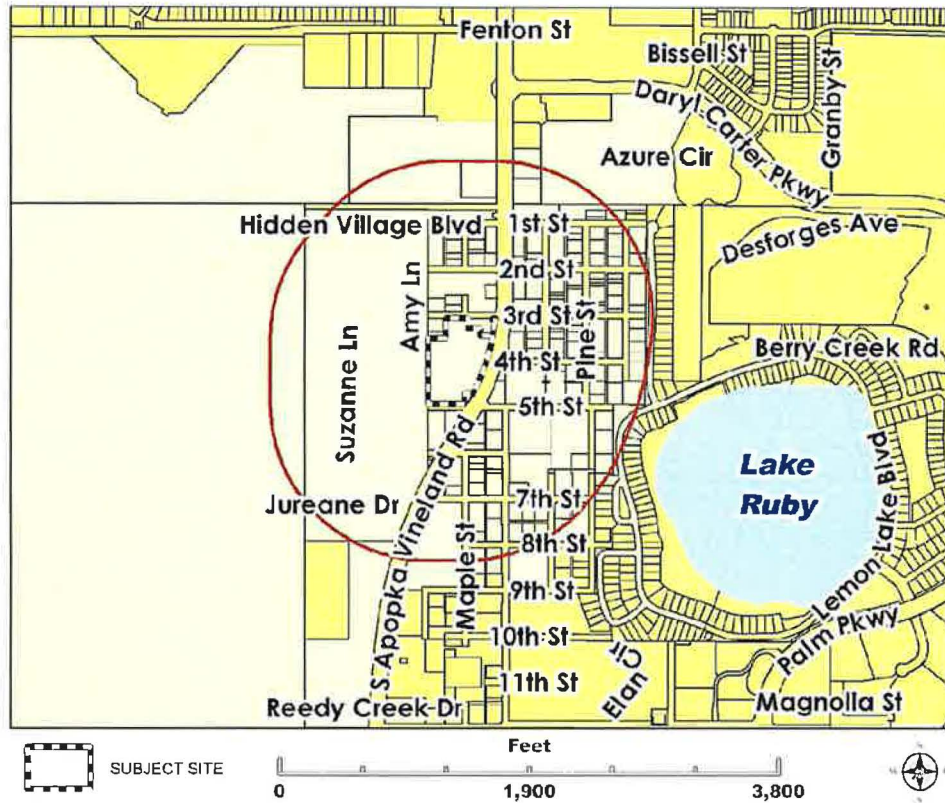 Fenton St
Bissell St
Daryl Carter Pkwy
Granby St
Azure Cir
Hidden Village Blvd
1st St
Desforges Ave
2nd St
Amy Ln
3rd St
Pine St
Suzanne Ln
4th St
Berry Creek Rd
5th St
S Apopka Vineland Rd
Lake
Ruby
Lemon Lake Blvd
Jureane Dr
7th St
Maple St
8th St
9th St
10th St
Palm Pkwy
Elan Cir
11th St
Reedy Creek Dr
Magnolla St
SUBJECT SITE
Feet
0
1,900
3,800